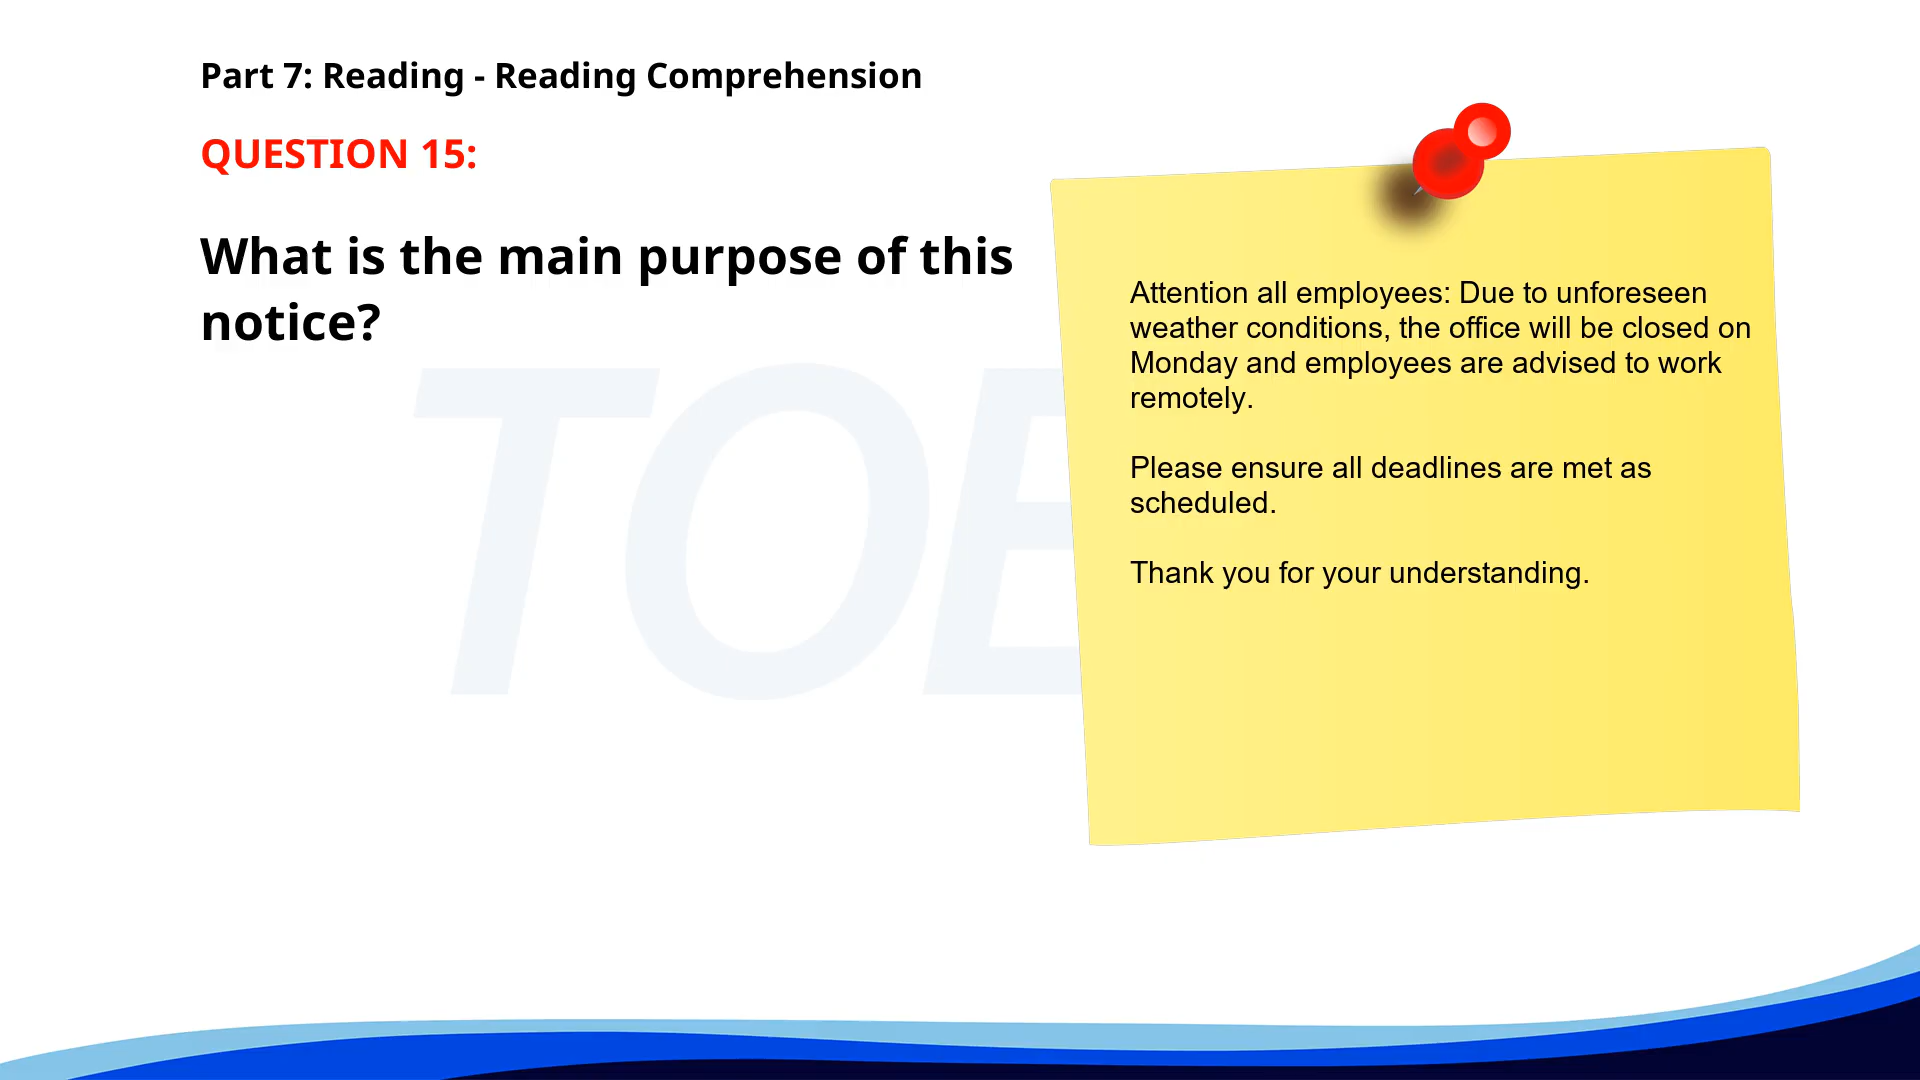 Part 7: Reading - Reading Comprehension
QUESTION 15:
What is the main purpose of this
notice?
TOE
Attention all employees: Due to unforeseen
weather conditions, the office will be closed on
Monday and employees are advised to work
remotely.
Please ensure all deadlines are met as
scheduled.
Thank you for your understanding.